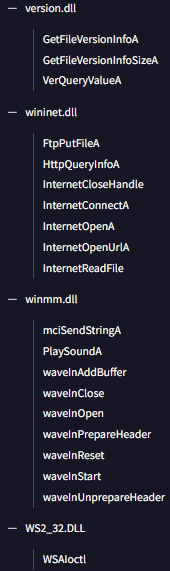 — version.dll
GetFileVersionInfoA
GetFileVersionInfoSizeA
VerQueryValueA
— wininet.dll
FtpPutFileA
HttpQueryInfoA
InternetCloseHandle
InternetConnectA
InternetOpenA
InternetOpenUrlA
InternetReadFile
— winmm.dll
mciSendStringA
PlaySoundA
waveInAddBuffer
waveInClose
waveInOpen
waveInPrepareHeader
waveInReset
waveInStart
waveInUnprepareHeader
— WS2_32.DLL
WSAIoctl